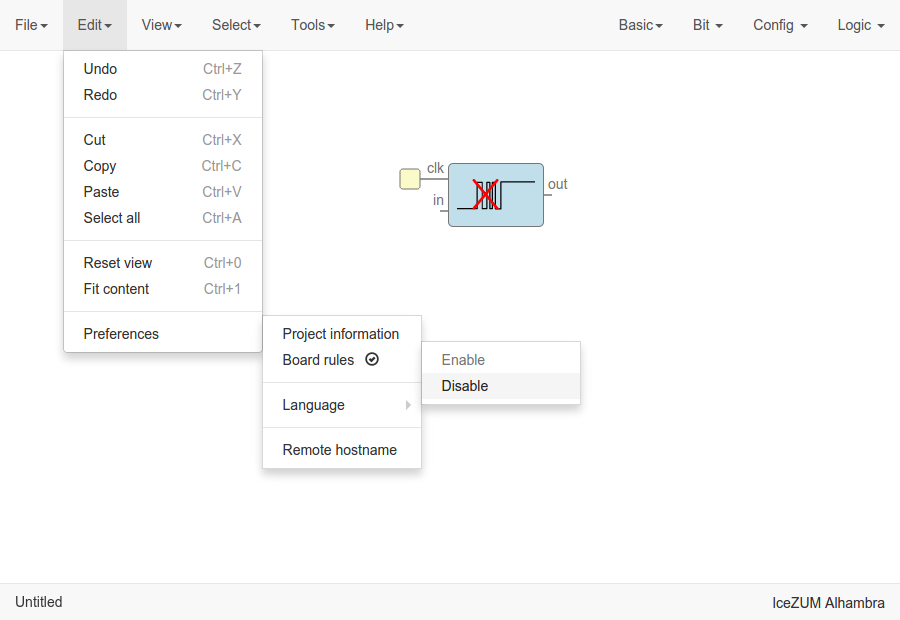 File Edit View Select Tools Help Basic Bit Config Logic
Undo Ctrl+Z
Redo Ctrl+Y
Cut Ctrl+X
Copy Ctrl+C
Paste Ctrl+V
Select all Ctrl+A
Reset view Ctrl+0
Fit content Ctrl+1
Preferences
Project information
Board rules
Language
Remote hostname
Enable
Disable
clk
in
out
Untitled
IceZUM Alhambra